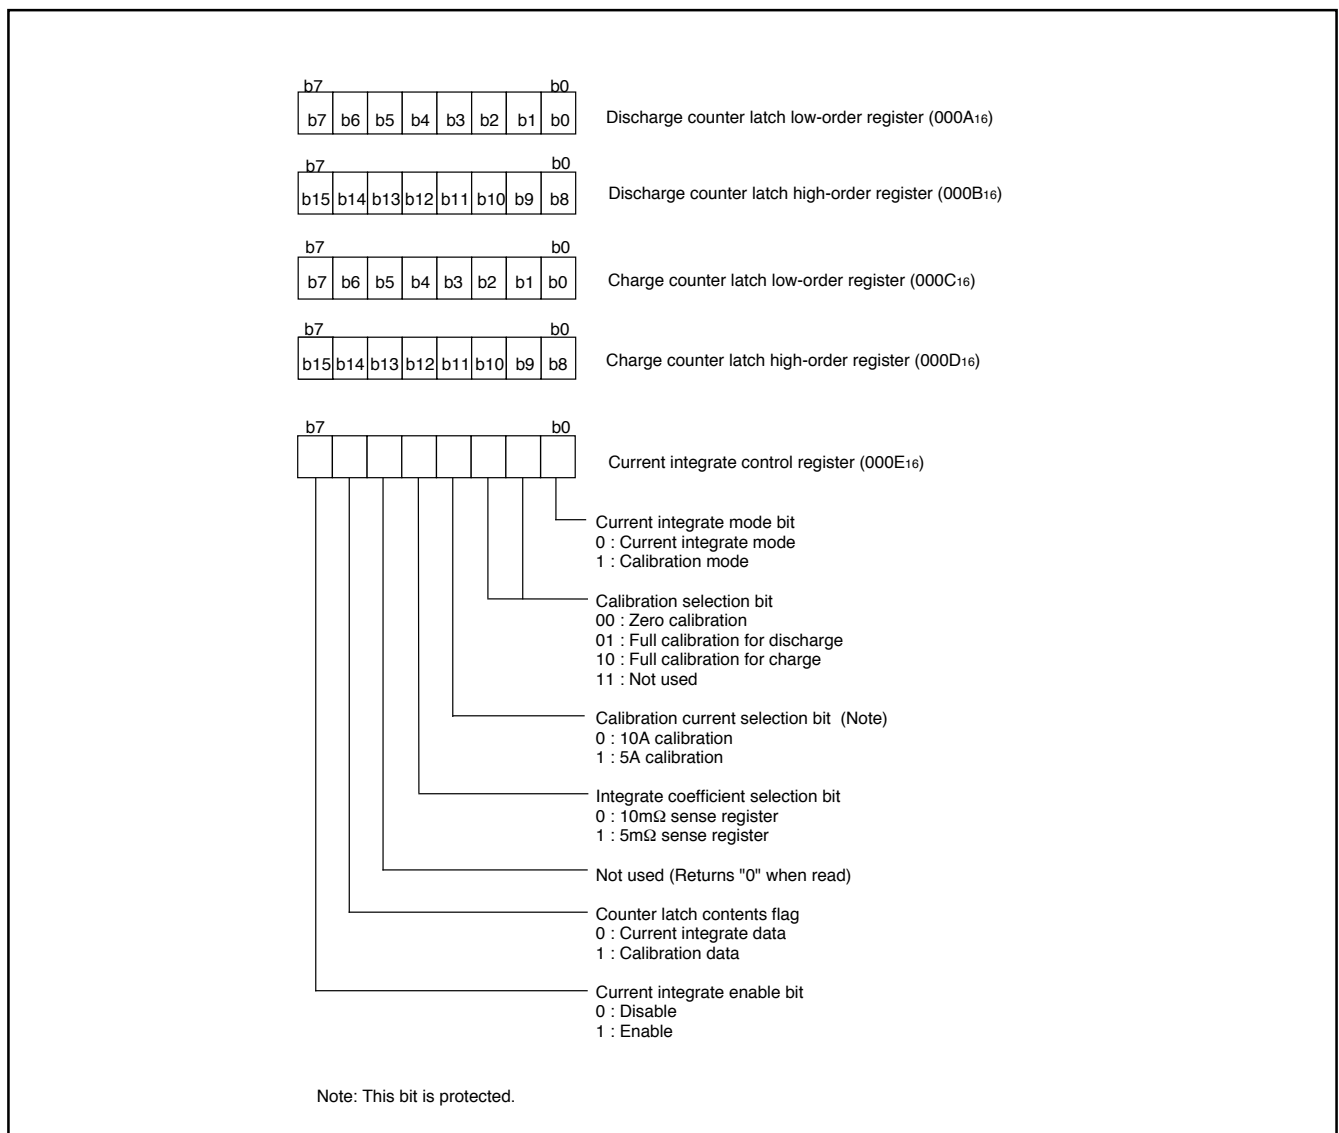 b7 b0
b7 b6 b5 b4 b3 b2 b1 b0 Discharge counter latch low-order register (000A16)
b7 b0
b15 b14 b13 b12 b11 b10 b9 b8 Discharge counter latch high-order register (000B16)
b7 b0
b7 b6 b5 b4 b3 b2 b1 b0 Charge counter latch low-order register (000C16)
b7 b0
b15 b14 b13 b12 b11 b10 b9 b8 Charge counter latch high-order register (000D16)
b7 b0
Current integrate control register (000E16)
Current integrate mode bit
0 : Current integrate mode
1 : Calibration mode
Calibration selection bit
00 : Zero calibration
01 : Full calibration for discharge
10 : Full calibration for charge
11 : Not used
Calibration current selection bit (Note)
0 : 10A calibration
1 : 5A calibration
Integrate coefficient selection bit
0 : 10mΩ sense register
1 : 5mΩ sense register
Not used (Returns "0" when read)
Counter latch contents flag
0 : Current integrate data
1 : Calibration data
Current integrate enable bit
0 : Disable
1 : Enable
Note: This bit is protected.